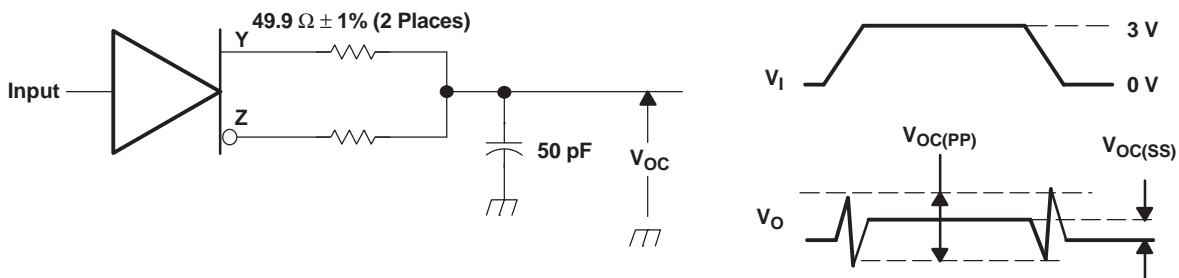 49.9 Ω ± 1% (2 Places)
Y
Input
Z
50 pF
VOC
3 V
VI
0 V
VOC(PP)
VOC(SS)
VO